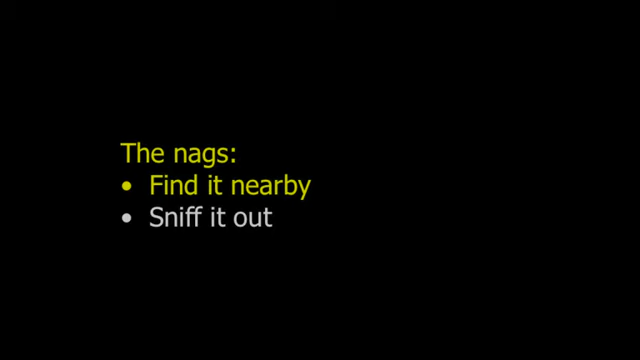 The nags:
• Find it nearby
• Sniff it out